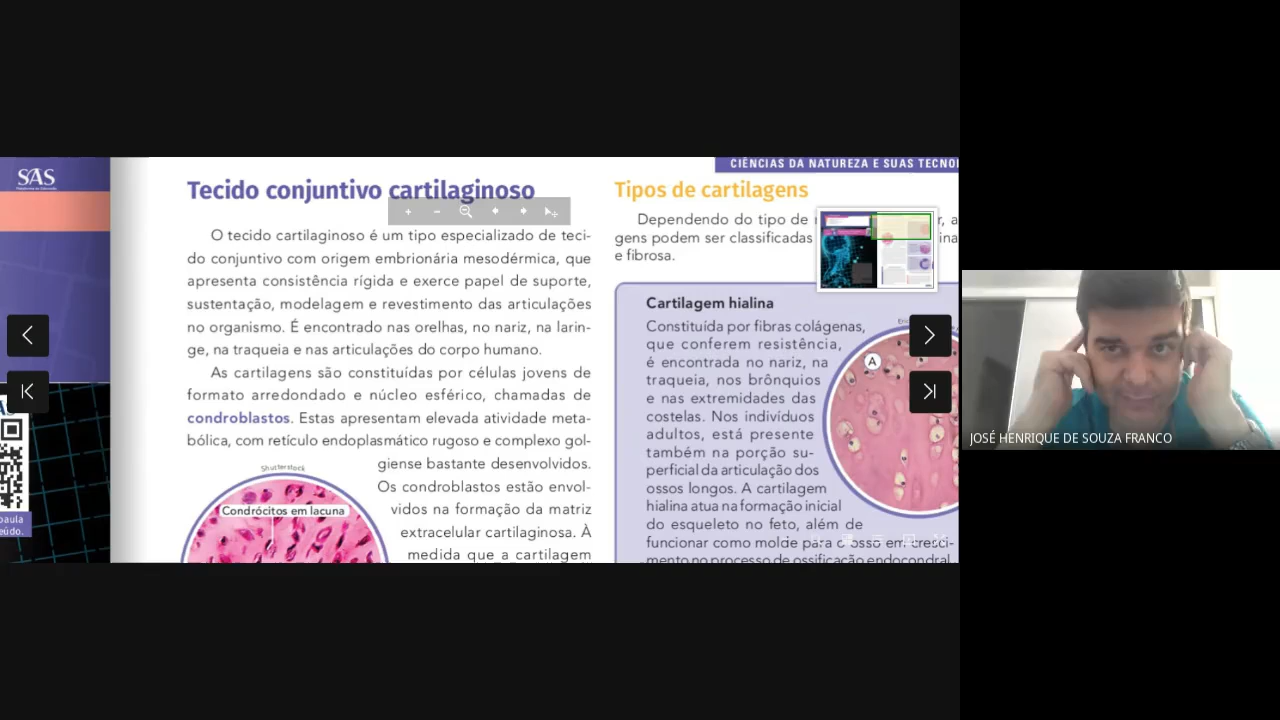 SAS
CIÊNCIAS DA NATUREZA E SUAS TECNO
Tecido conjuntivo cartilaginoso
O tecido cartilaginoso é um tipo especializado de teci-
do conjuntivo com origem embrionária mesodérmica, que
apresenta consistência rígida e exerce papel de suporte,
sustentação, modelagem e revestimento das articulações
no organismo. É encontrado nas orelhas, no nariz, na larin-
ge, na traqueia e nas articulações do corpo humano.
As cartilagens são constituídas por células jovens de
formato arredondado e núcleo esférico, chamadas de
condroblastos. Estas apresentam elevada atividade meta-
bólica, com retículo endoplasmático rugoso e complexo gol-
giense bastante desenvolvidos.
Os condroblastos estão envol-
vidos na formação da matriz
extracelular cartilaginosa. À
medida que a cartilagem
Shutterstock
Condrócitos em lacuna
Tipos de cartilagens
Dependendo do tipo de
gens podem ser classificadas
e fibrosa.
Cartilagem hialina
Constituída por fibras colágenas,
que conferem resistência,
é encontrada no nariz, na
traqueia, nos brônquios
e nas extremidades das
costelas. Nos indivíduos
adultos, está presente
também na porção su-
perficial da articulação dos
ossos longos. A cartilagem
hialina atua na formação inicial
do esqueleto no feto, além de
funcionar como molde para o osso em cresci-
mento no processo de ossificação endocondral
A
JOSÉ HENRIQUE DE SOUZA FRANCO